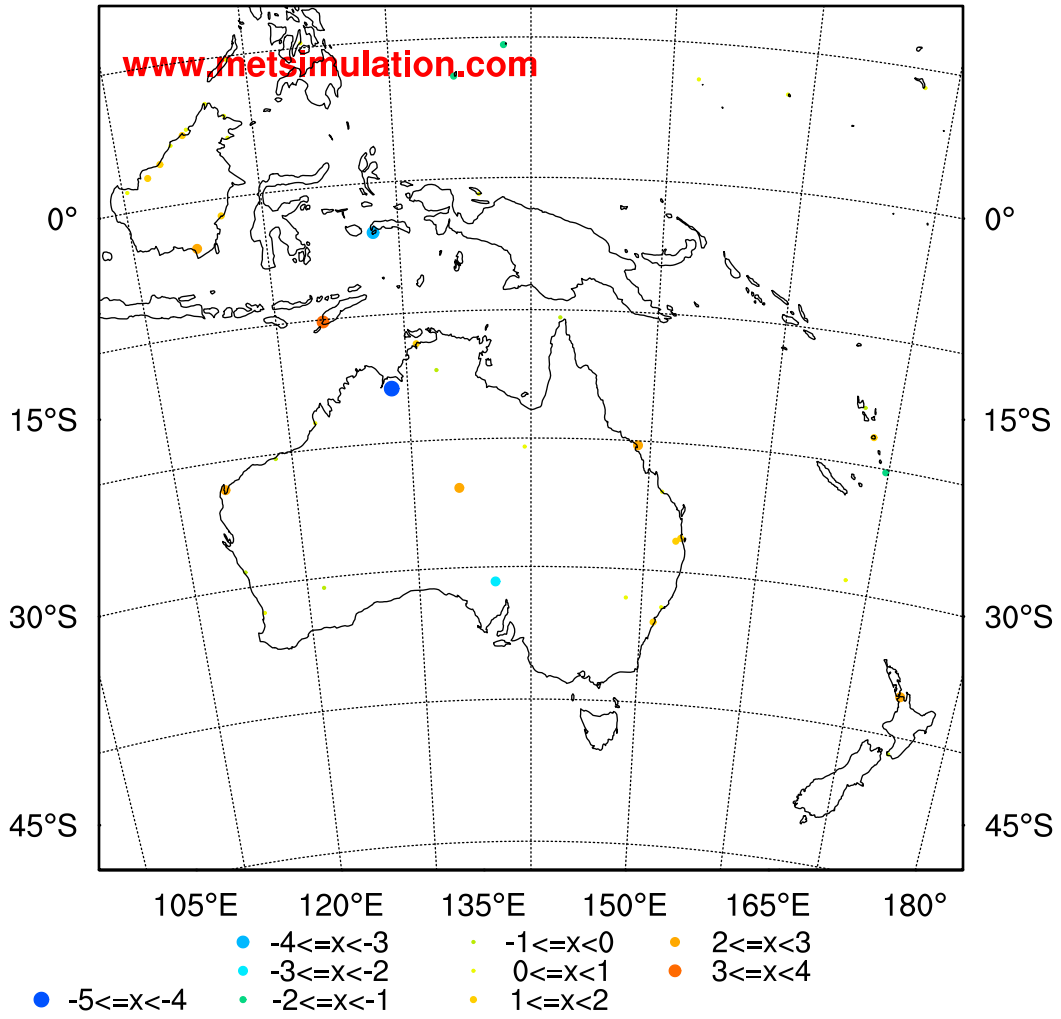 www.metsimulation.com
0° 0°
15°S 15°S
30°S 30°S
45°S 45°S
105°E 120°E 135°E 150°E 165°E 180°
-4<=x<-3 -1<=x<0 2<=x<3
-3<=x<-2 0<=x<1 3<=x<4
-5<=x<-4 -2<=x<-1 1<=x<2